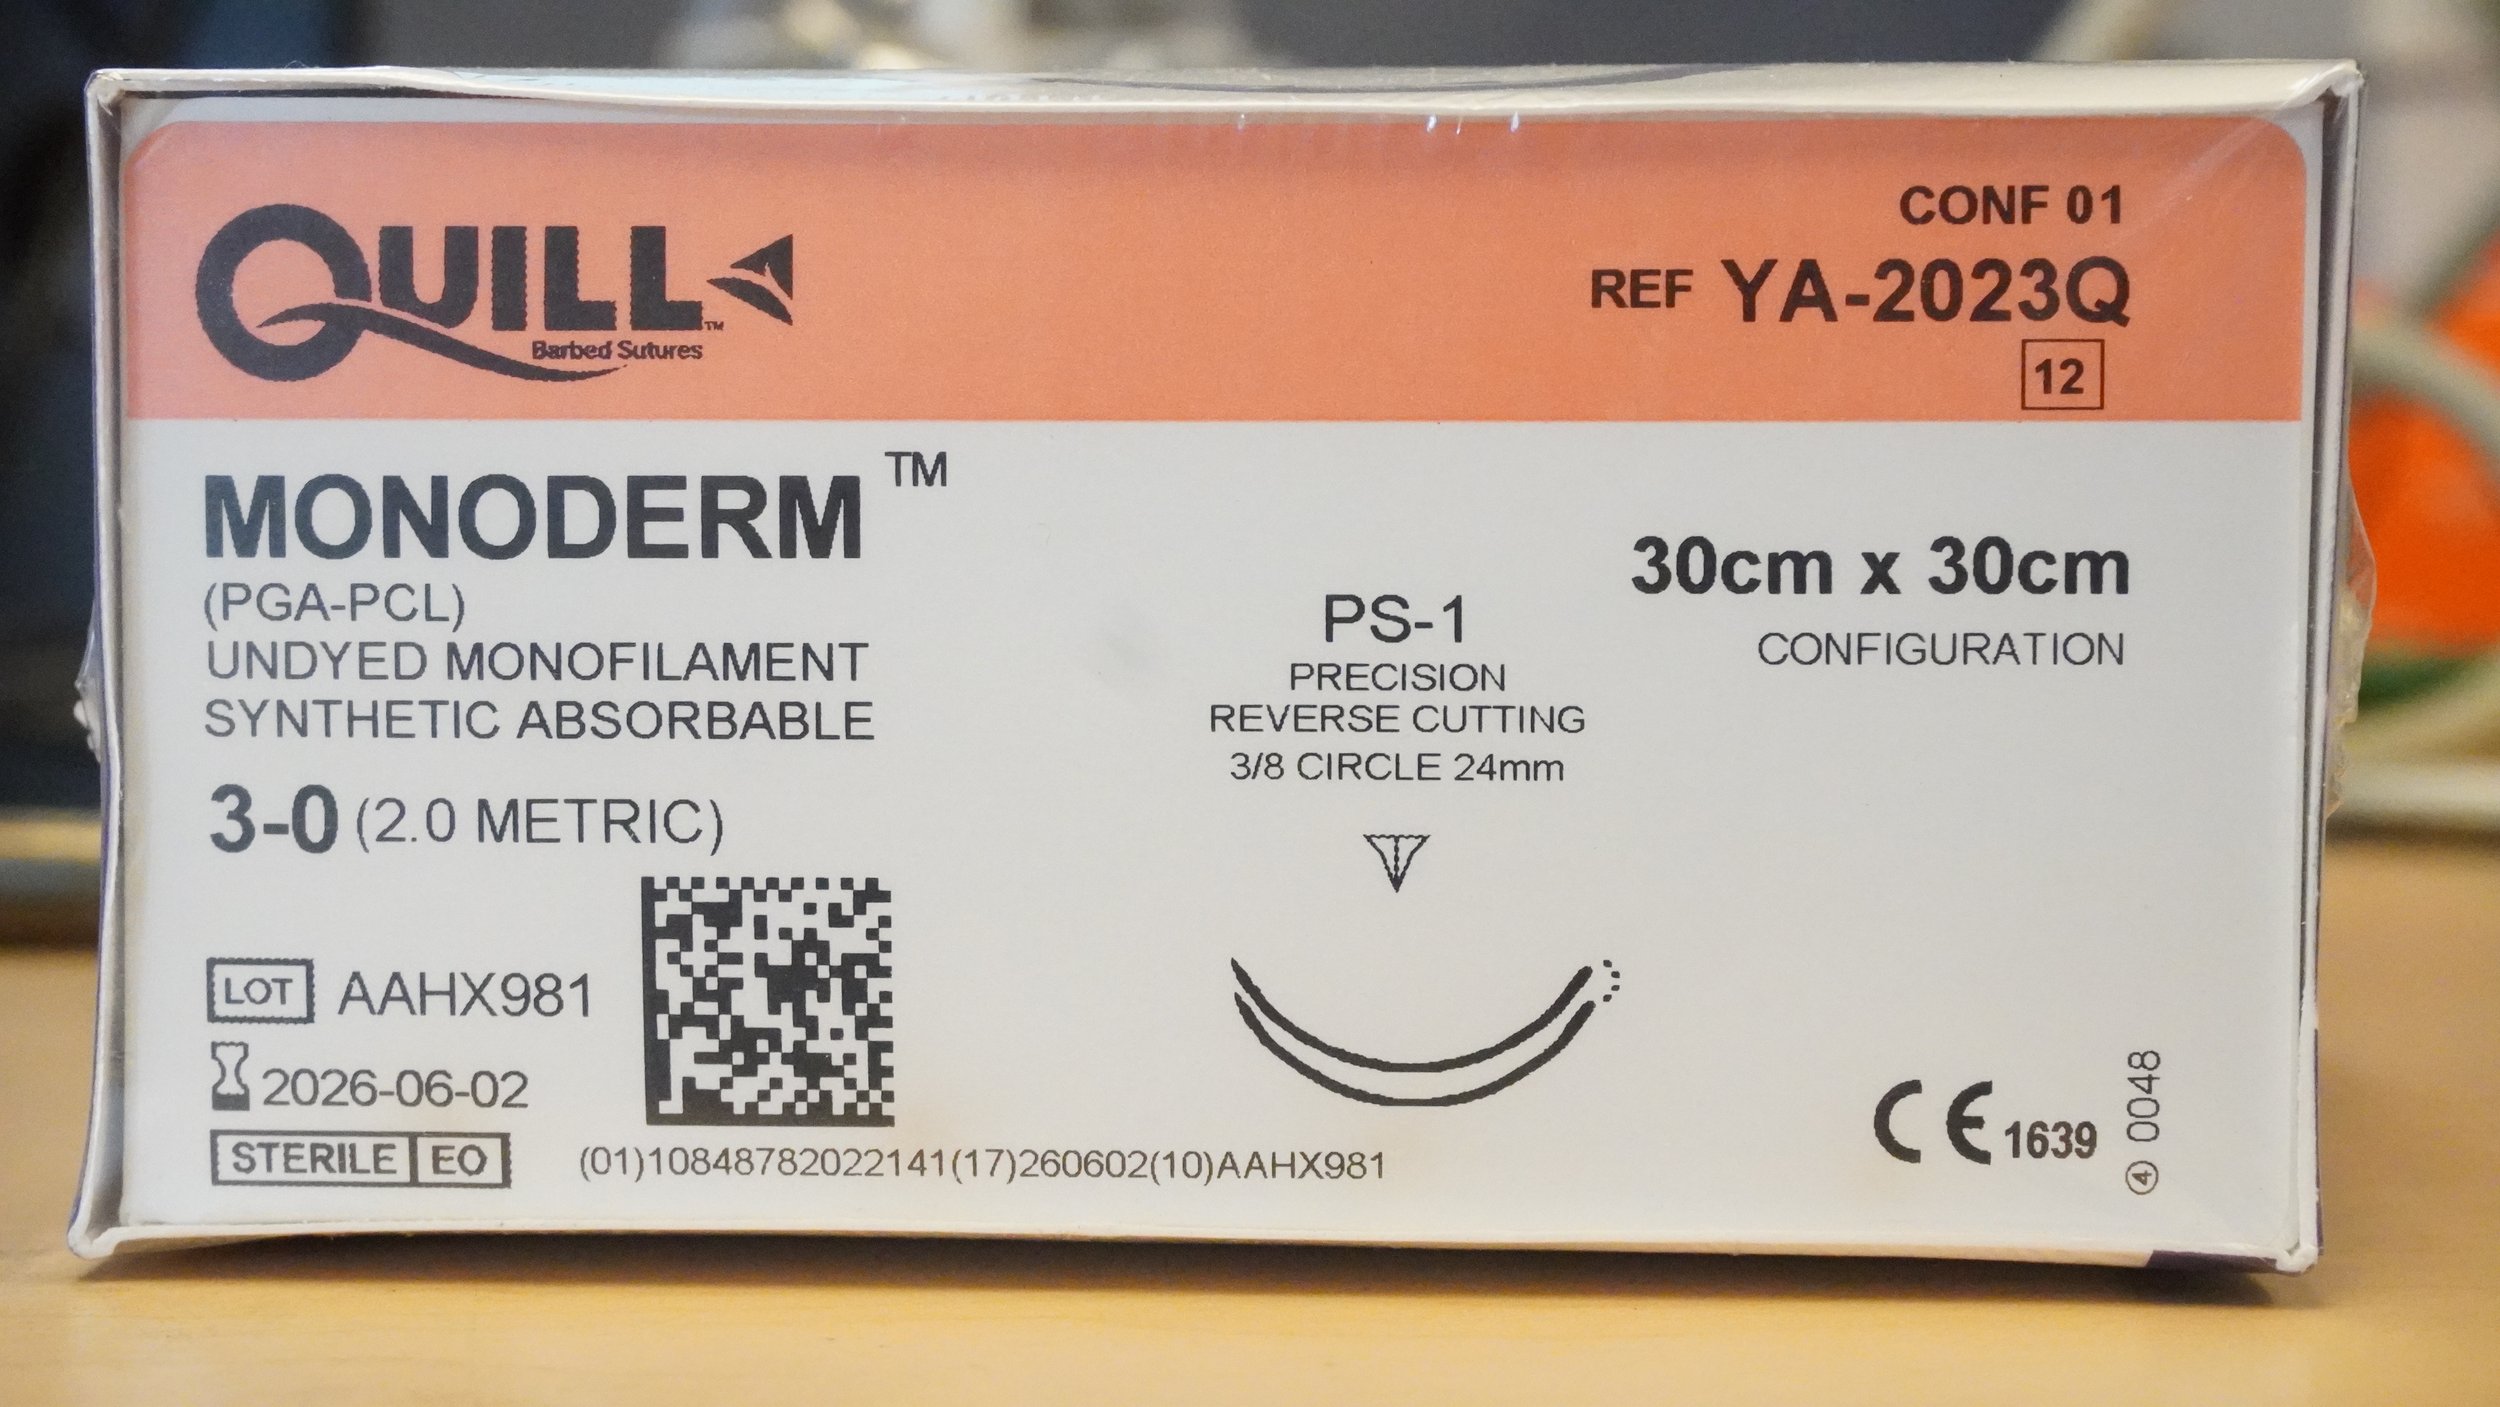 QUILL™
Barbed Sutures
CONF 01
REF YA-2023Q
12
MONODERM™
(PGA-PCL)
UNDYED MONOFILAMENT
SYNTHETIC ABSORBABLE
3-0 (2.0 METRIC)
PS-1
PRECISION
REVERSE CUTTING
3/8 CIRCLE 24mm
30cm x 30cm
CONFIGURATION
LOT AAHX981
2026-06-02
STERILE EO
(01)10848782022141(17)260602(10)AAHX981
CE 1639
④ 0048